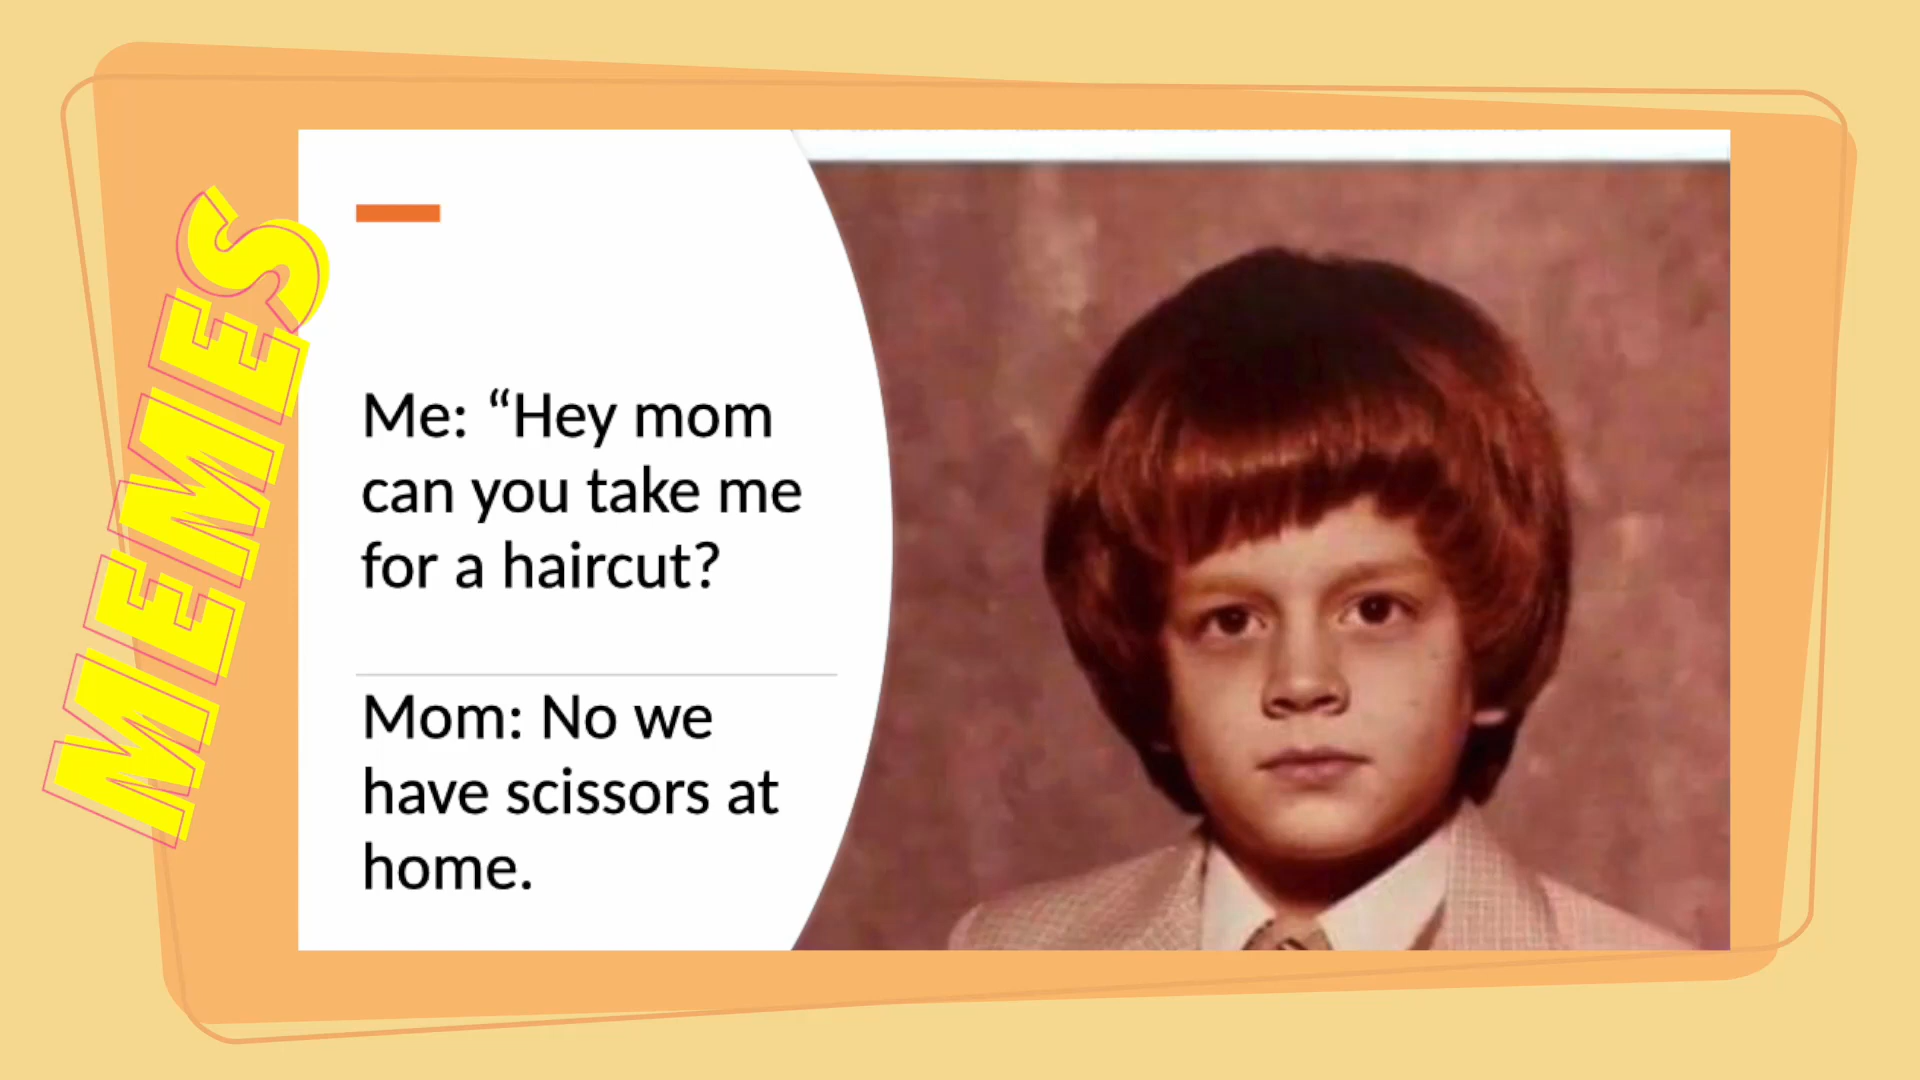 MEMES
Me: “Hey mom
can you take me
for a haircut?
Mom: No we
have scissors at
home.